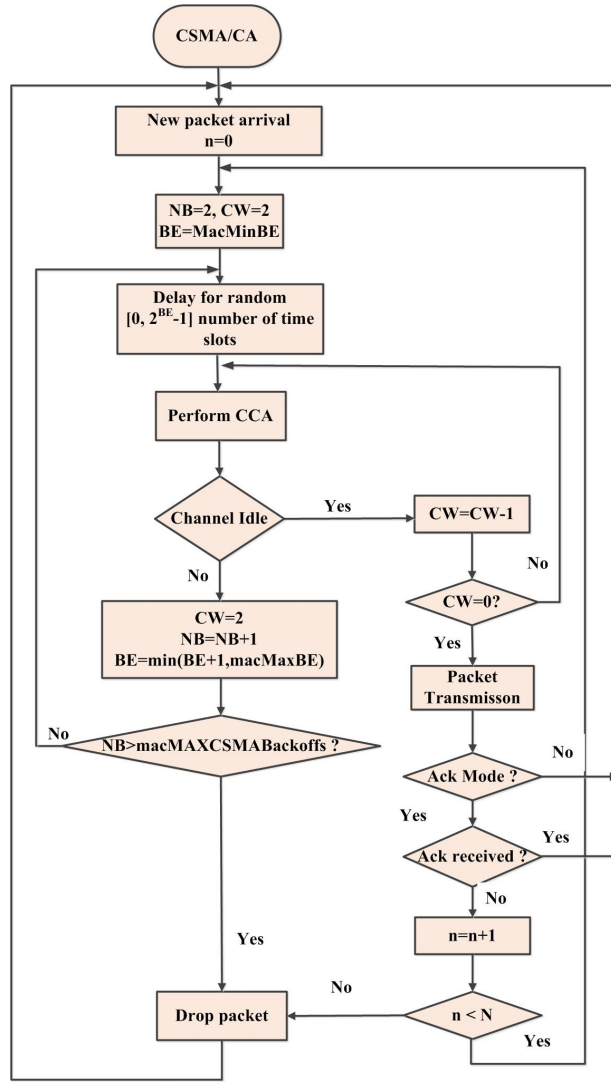 CSMA/CA
New packet arrival
n=0
NB=2, CW=2
BE=MacMinBE
Delay for random
[0, 2^BE-1] number of time
slots
Perform CCA
Channel Idle
Yes
CW=CW-1
No
No
CW=0?
CW=2
NB=NB+1
BE=min(BE+1,macMaxBE)
Yes
Packet
Transmisson
No
NB>macMAXCSMABackoffs ?
No
Ack Mode ?
Yes
Yes
Ack received ?
No
n=n+1
Yes
No
Drop packet
n < N
Yes